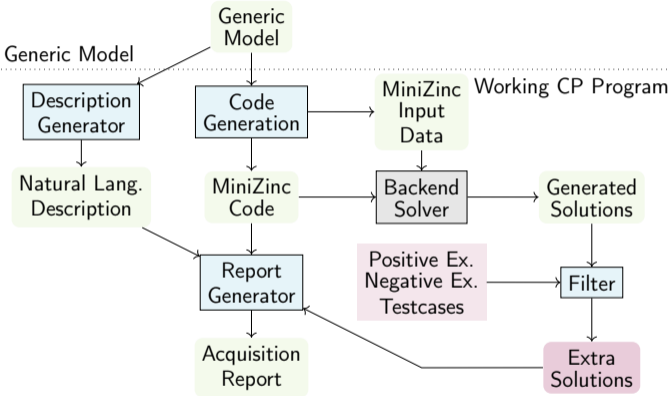 Generic
Model
Generic Model
Working CP Program
Description
Generator
Code
Generation
MiniZinc
Input
Data
Natural Lang.
Description
MiniZinc
Code
Backend
Solver
Generated
Solutions
Report
Generator
Positive Ex.
Negative Ex.
Testcases
Filter
Acquisition
Report
Extra
Solutions